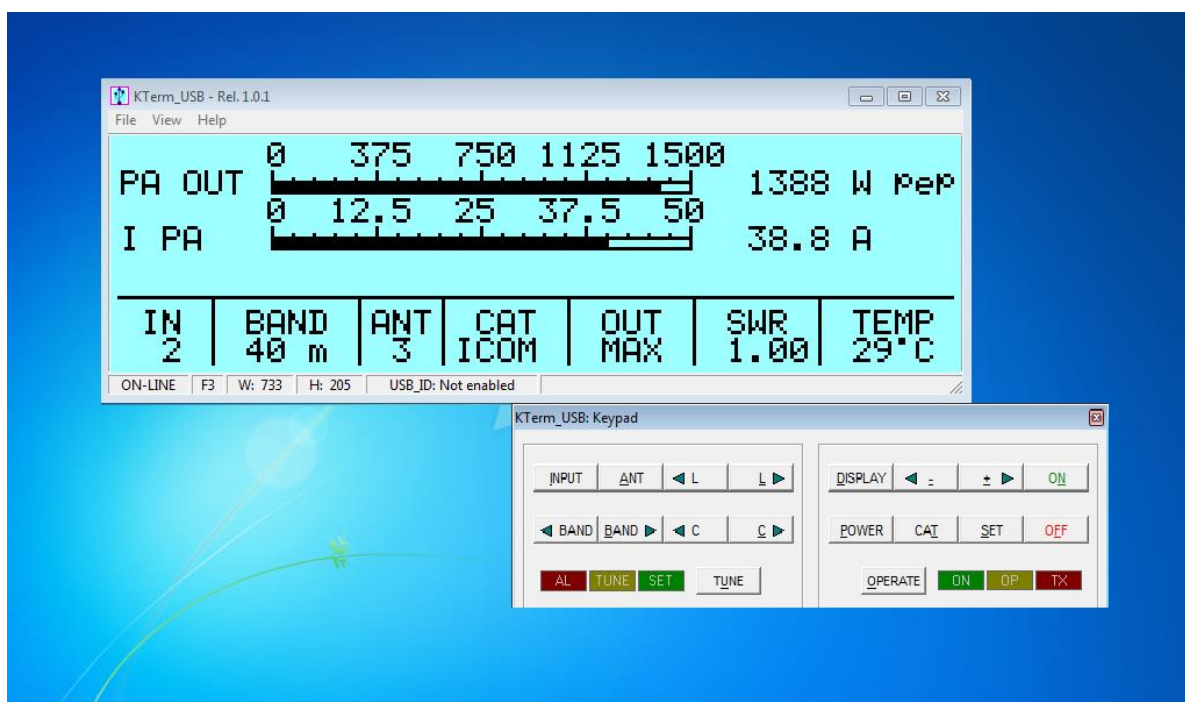 KTerm_USB - Rel. 1.0.1
File View Help
0 375 750 1125 1500
PA OUT 1388 W pep
0 12.5 25 37.5 50
I PA 38.8 A
IN BAND ANT CAT OUT SWR TEMP
2 40 m 3 ICOM MAX 1.00 29°C
ON-LINE F3 W: 733 H: 205 USB_ID: Not enabled
KTerm_USB: Keypad
INPUT ANT L L DISPLAY - + ON
BAND BAND C C POWER CAT SET OFF
AL TUNE SET TUNE OPERATE ON OP TX